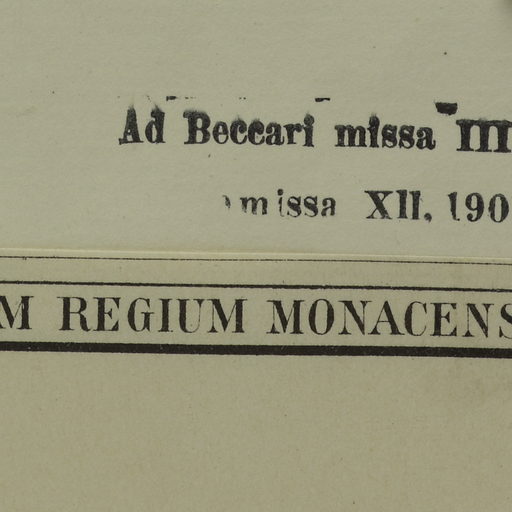 Ad Beccari missa III
missa XII, 190
M REGIUM MONACENS